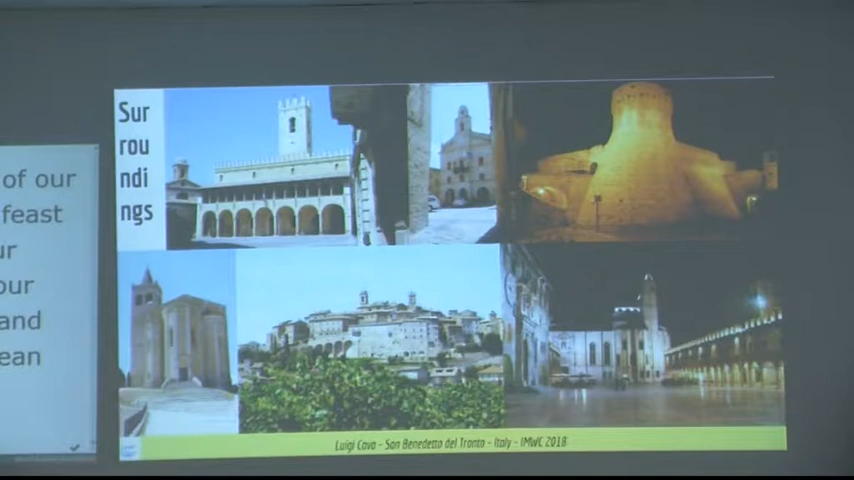 Sur
rou
ndi
ngs
of our
feast
ur
our
and
ean
Luigi Cava - San Benedetto del Tronto - Italy - IMWC 2018